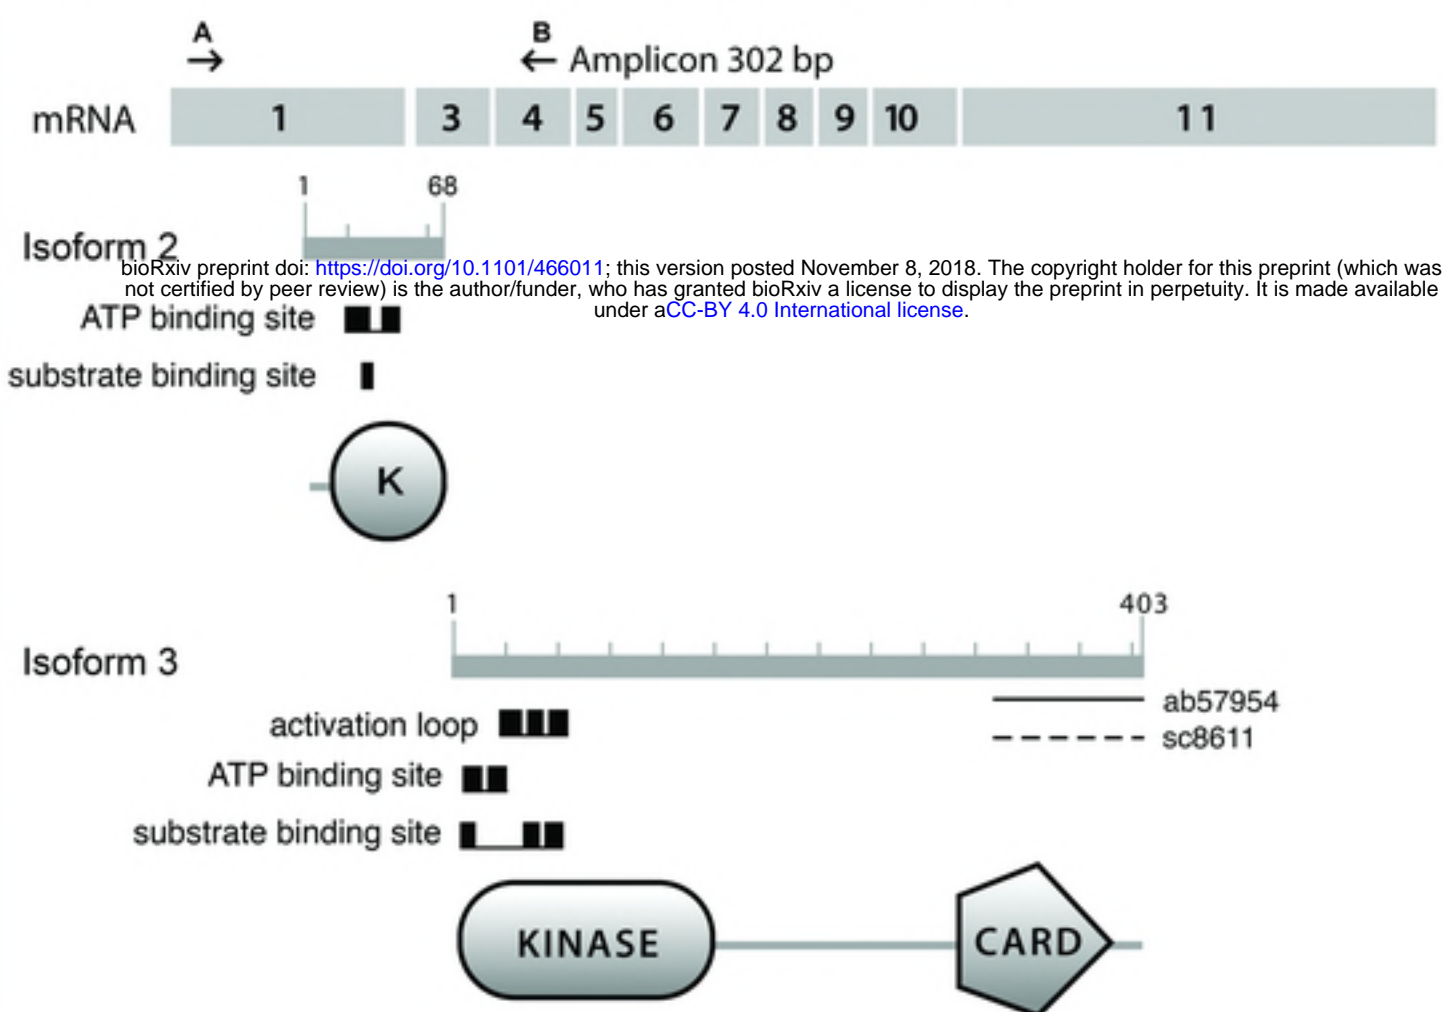 A
B
Amplicon 302 bp
mRNA 1 3 4 5 6 7 8 9 10 11
1 68
Isoform 2
bioRxiv preprint doi: https://doi.org/10.1101/466011; this version posted November 8, 2018. The copyright holder for this preprint (which was
not certified by peer review) is the author/funder, who has granted bioRxiv a license to display the preprint in perpetuity. It is made available
under aCC-BY 4.0 International license.
ATP binding site
substrate binding site
K
1 403
Isoform 3
ab57954
activation loop
sc8611
ATP binding site
substrate binding site
KINASE CARD